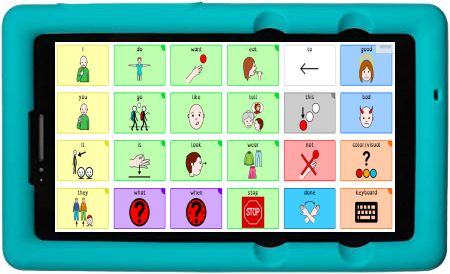 I do want eat to good
you go like tell this bad
it is look wear not color/visual
?
they what when stop done keyboard
? ? STOP